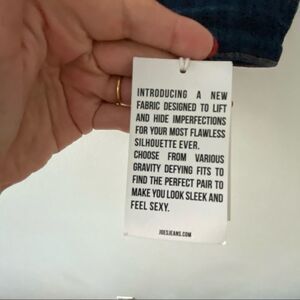 INTRODUCING A NEW
FABRIC DESIGNED TO LIFT
AND HIDE IMPERFECTIONS
FOR YOUR MOST FLAWLESS
SILHOUETTE EVER.
CHOOSE FROM VARIOUS
GRAVITY DEFYING FITS TO
FIND THE PERFECT PAIR TO
MAKE YOU LOOK SLEEK AND
FEEL SEXY.
JOESJEANS.COM